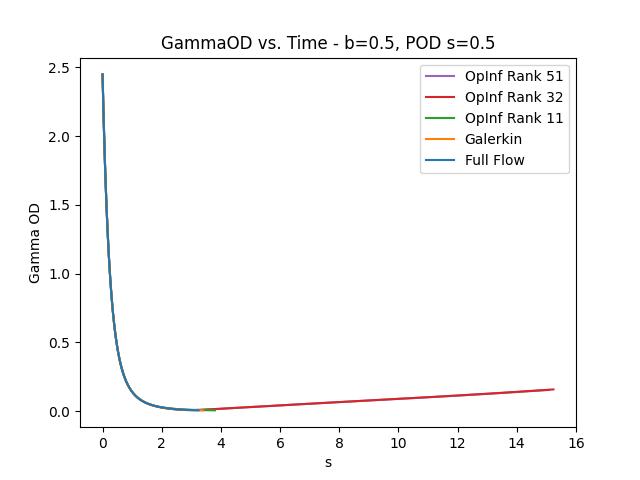 GammaOD vs. Time - b=0.5, POD s=0.5
OpInf Rank 51
OpInf Rank 32
OpInf Rank 11
Galerkin
Full Flow
Gamma OD
2.5
2.0
1.5
1.0
0.5
0.0
0 2 4 6 8 10 12 14 16
s